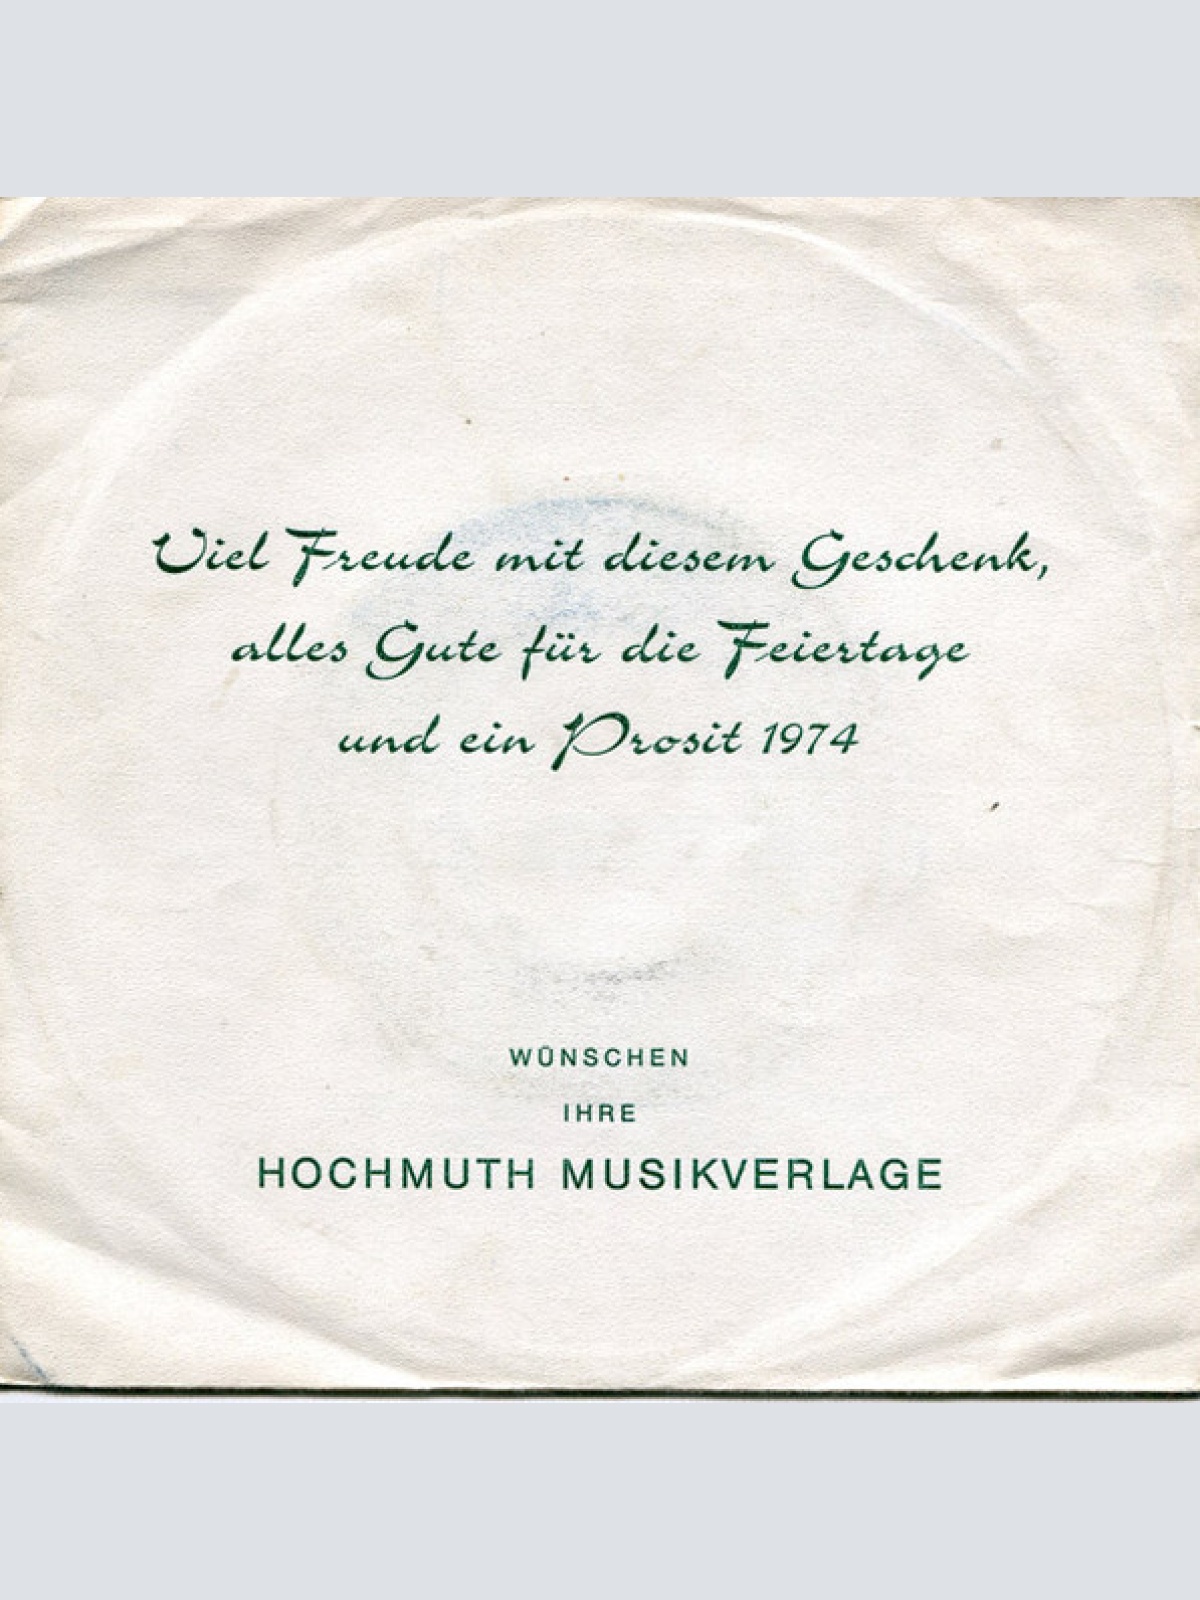 Viel Freude mit diesem Geschenk,
alles Gute für die Feiertage
und ein Prosit 1974
WÜNSCHEN
IHRE
HOCHMUTH MUSIKVERLAGE